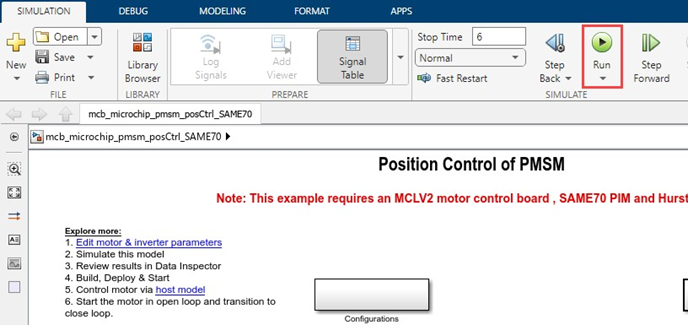 SIMULATION DEBUG MODELING FORMAT APPS
New
Open
Save
Print
FILE
Library
Browser
LIBRARY
Log
Signals
Add
Viewer
Signal
Table
PREPARE
Stop Time 6
Normal
Fast Restart
Step
Back
Run
Step
Forward
SIMULATE
mcb_microchip_pmsm_posCtrl_SAME70
mcb_microchip_pmsm_posCtrl_SAME70
Position Control of PMSM
Note: This example requires an MCLV2 motor control board , SAME70 PIM and Hurst
Explore more:
1. Edit motor & inverter parameters
2. Simulate this model
3. Review results in Data Inspector
4. Build, Deploy & Start
5. Control motor via host model
6. Start the motor in open loop and transition to
close loop.
Configurations